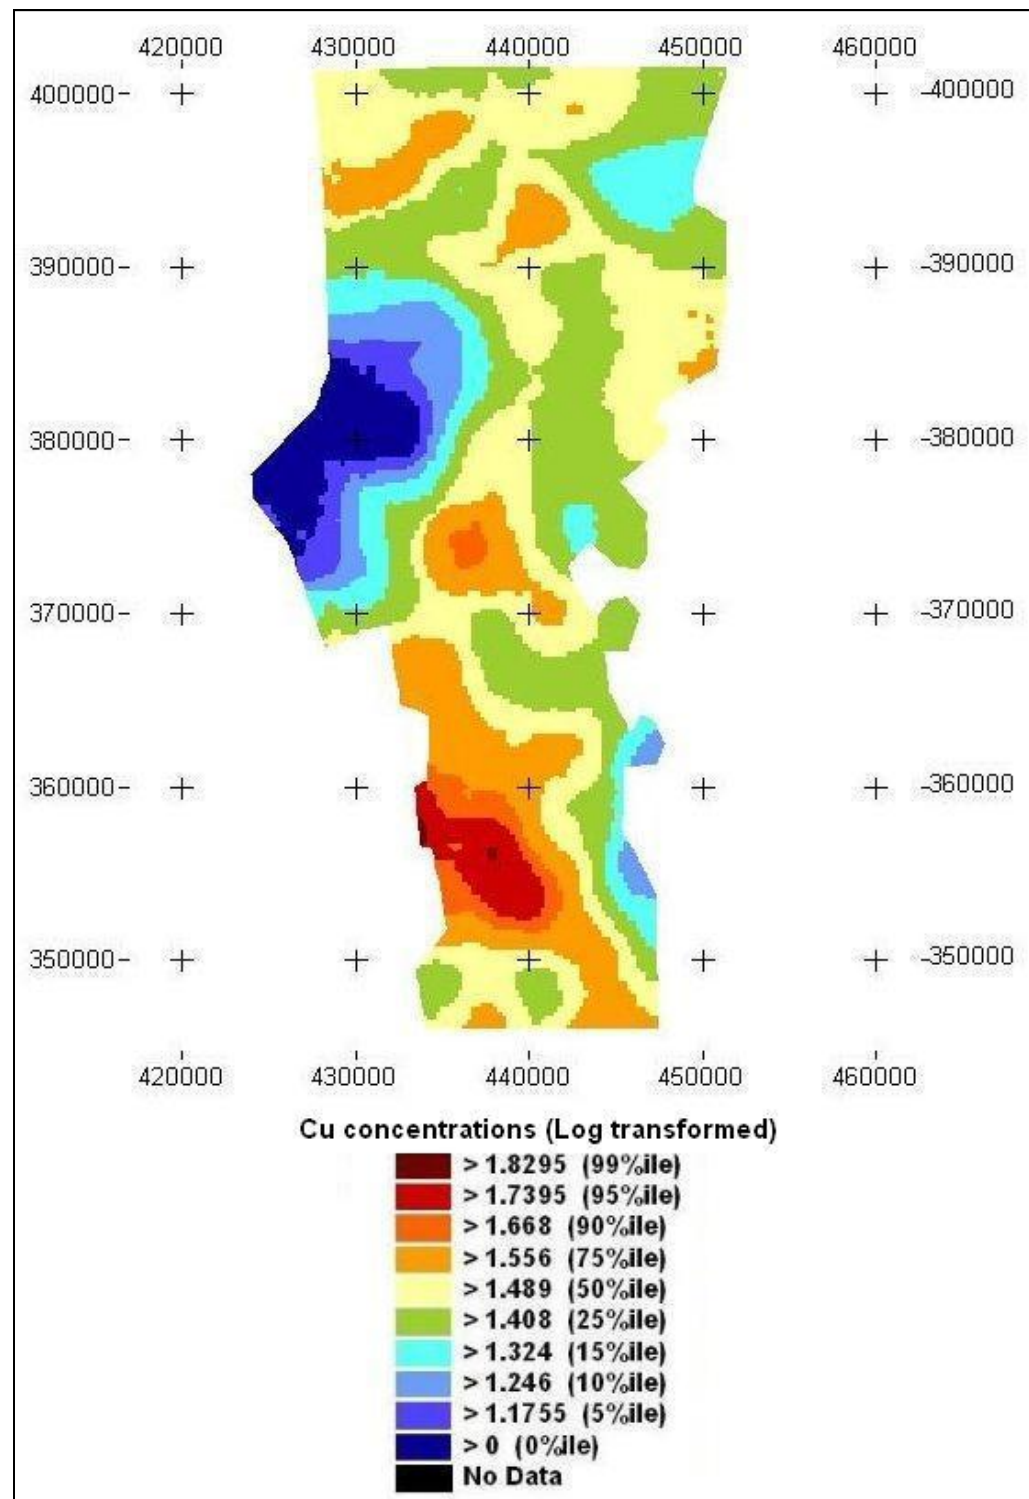 420000 430000 440000 450000 460000
400000- -400000
390000- -390000
380000- -380000
370000- -370000
360000- -360000
350000- -350000
420000 430000 440000 450000 460000
Cu concentrations (Log transformed)
> 1.8295 (99%ile)
> 1.7395 (95%ile)
> 1.668 (90%ile)
> 1.556 (75%ile)
> 1.489 (50%ile)
> 1.408 (25%ile)
> 1.324 (15%ile)
> 1.246 (10%ile)
> 1.1755 (5%ile)
> 0 (0%ile)
No Data